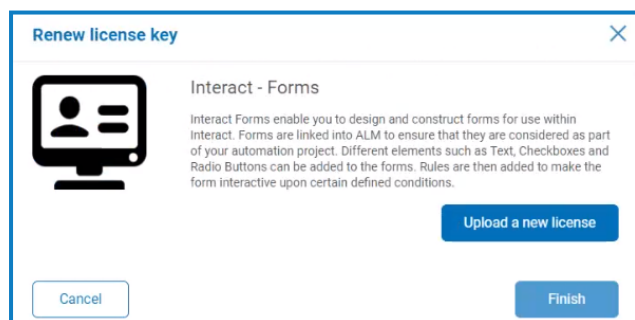 Renew license key
Interact - Forms
Interact Forms enable you to design and construct forms for use within
Interact. Forms are linked into ALM to ensure that they are considered as part
of your automation project. Different elements such as Text, Checkboxes and
Radio Buttons can be added to the forms. Rules are then added to make the
form interactive upon certain defined conditions.
Upload a new license
Cancel
Finish